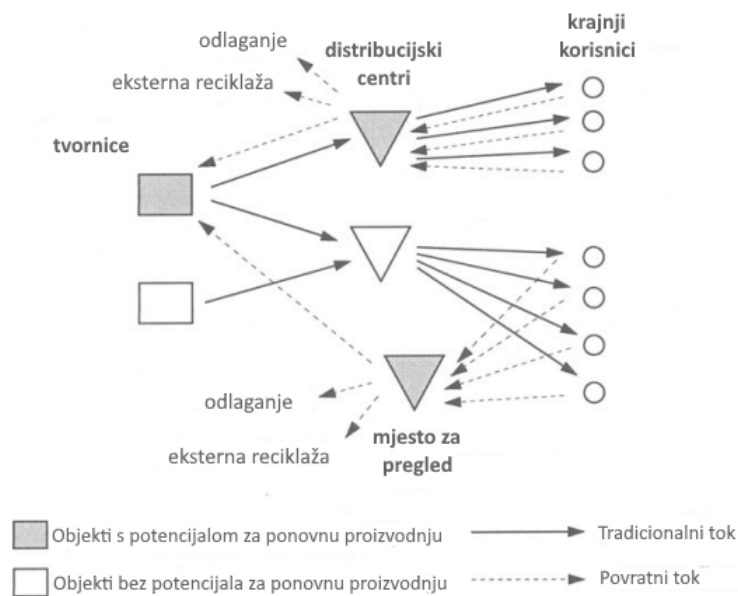 odlaganje
eksterna reciklaža
distribucijski
centri
krajnji
korisnici
tvornice
odlaganje
eksterna reciklaža
mjesto za
pregled
Objekti s potencijalom za ponovnu proizvodnju
Tradicionalni tok
Objekti bez potencijala za ponovnu proizvodnju
Povratni tok